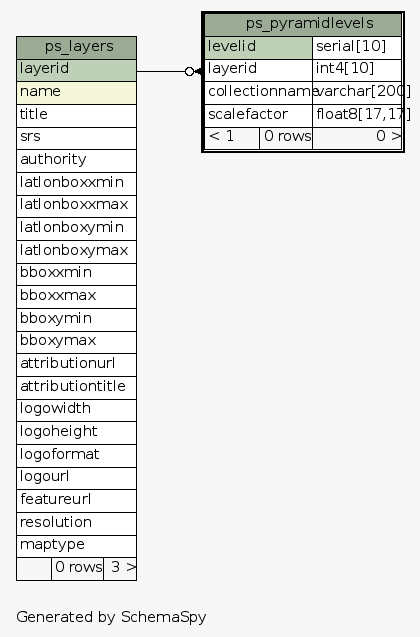 ps_layers
layerid
name
title
srs
authority
latlonboxxmin
latlonboxxmax
latlonboxymin
latlonboxymax
bboxxmin
bboxxmax
bboxymin
bboxymax
attributionurl
attributiontitle
logowidth
logoheight
logoformat
logourl
featureurl
resolution
maptype
0 rows 3 >
ps_pyramidlevels
levelid serial[10]
layerid int4[10]
collectionname varchar[200]
scalefactor float8[17,17]
< 1 0 rows 0 >
Generated by SchemaSpy